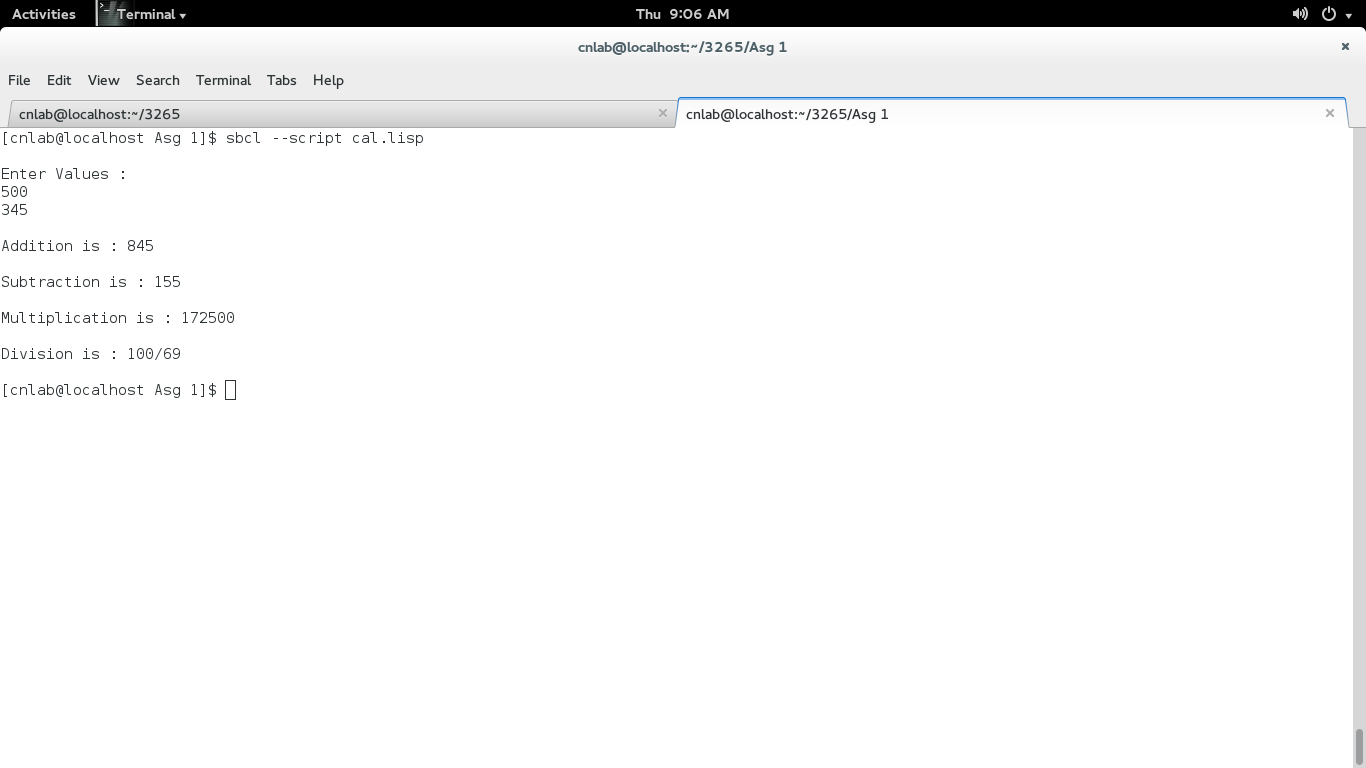 Activities Terminal Thu 9:06 AM
cnlab@localhost:~/3265/Asg 1
File Edit View Search Terminal Tabs Help
cnlab@localhost:~/3265 cnlab@localhost:~/3265/Asg 1
[cnlab@localhost Asg 1]$ sbcl --script cal.lisp
Enter Values :
500
345
Addition is : 845
Subtraction is : 155
Multiplication is : 172500
Division is : 100/69
[cnlab@localhost Asg 1]$